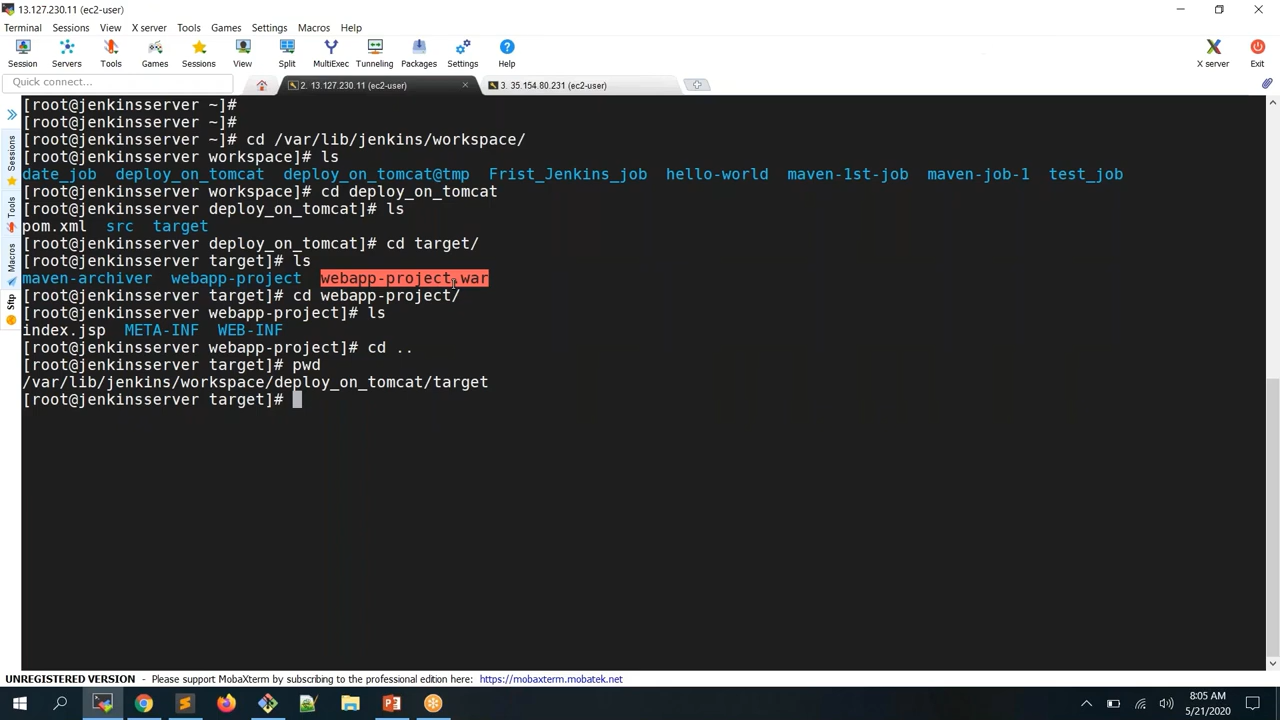 13.127.230.11 (ec2-user)
Terminal Sessions View X server Tools Games Settings Macros Help
Session Servers Tools Games Sessions View Split MultiExec Tunneling Packages Settings Help X server Exit
Quick connect...
2. 13.127.230.11 (ec2-user)
3. 35.154.80.231 (ec2-user)
Sessions
Tools
Macros
Sftp
[root@jenkinsserver ~]#
[root@jenkinsserver ~]#
[root@jenkinsserver ~]# cd /var/lib/jenkins/workspace/
[root@jenkinsserver workspace]# ls
date_job deploy_on_tomcat deploy_on_tomcat@tmp Frist_Jenkins_job hello-world maven-1st-job maven-job-1 test_job
[root@jenkinsserver workspace]# cd deploy_on_tomcat
[root@jenkinsserver deploy_on_tomcat]# ls
pom.xml src target
[root@jenkinsserver deploy_on_tomcat]# cd target/
[root@jenkinsserver target]# ls
maven-archiver webapp-project webapp-project.war
[root@jenkinsserver target]# cd webapp-project/
[root@jenkinsserver webapp-project]# ls
index.jsp META-INF WEB-INF
[root@jenkinsserver webapp-project]# cd ..
[root@jenkinsserver target]# pwd
/var/lib/jenkins/workspace/deploy_on_tomcat/target
[root@jenkinsserver target]#
UNREGISTERED VERSION - Please support MobaXterm by subscribing to the professional edition here: https://mobaxterm.mobatek.net
8:05 AM
5/21/2020